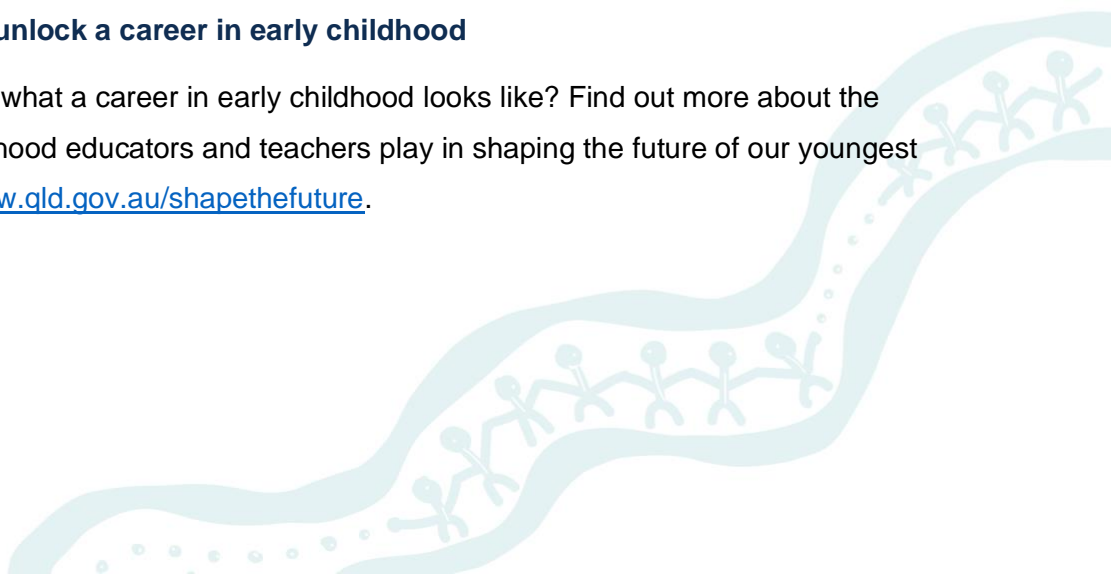 unlock a career in early childhood
what a career in early childhood looks like? Find out more about the
hood educators and teachers play in shaping the future of our youngest
w.qld.gov.au/shapethefuture.